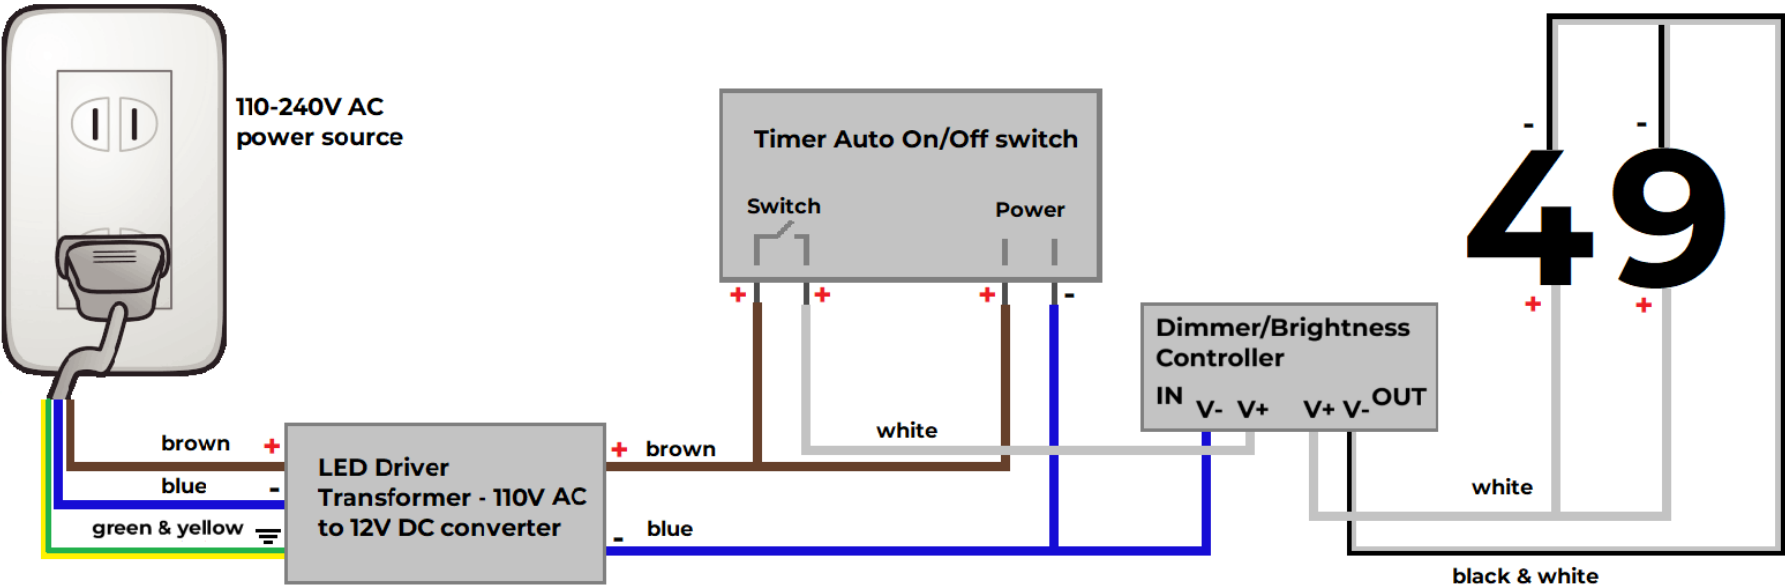 110-240V AC
power source
brown +
blue -
green & yellow
LED Driver
Transformer - 110V AC
to 12V DC converter
+ brown
- blue
Timer Auto On/Off switch
Switch
Power
+ + + -
white
Dimmer/Brightness
Controller
IN V- V+ V+ V- OUT
- -
49
+ +
white
black & white